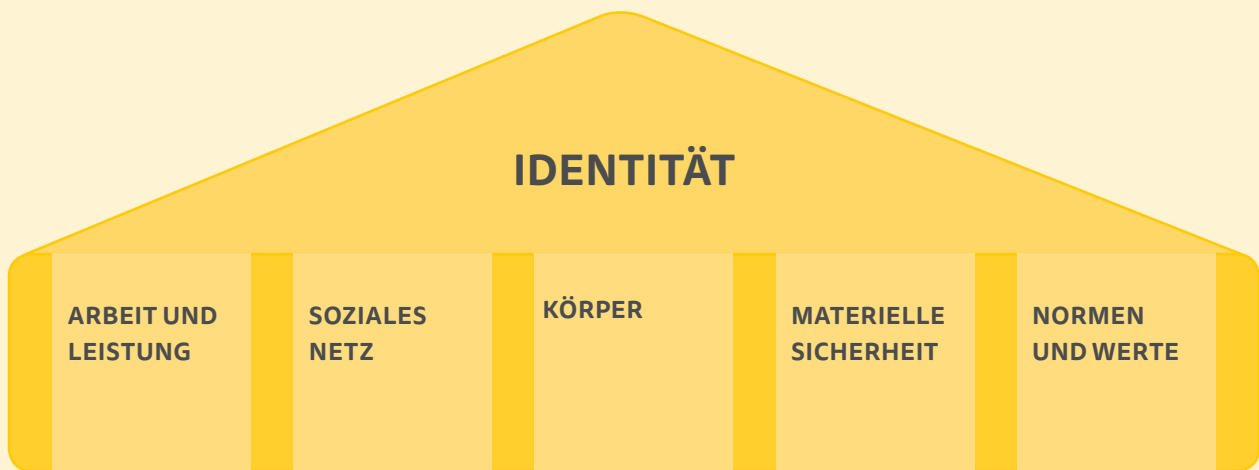 IDENTITÄT
ARBEIT UND
LEISTUNG
SOZIALES
NETZ
KÖRPER
MATERIELLE
SICHERHEIT
NORMEN
UND WERTE